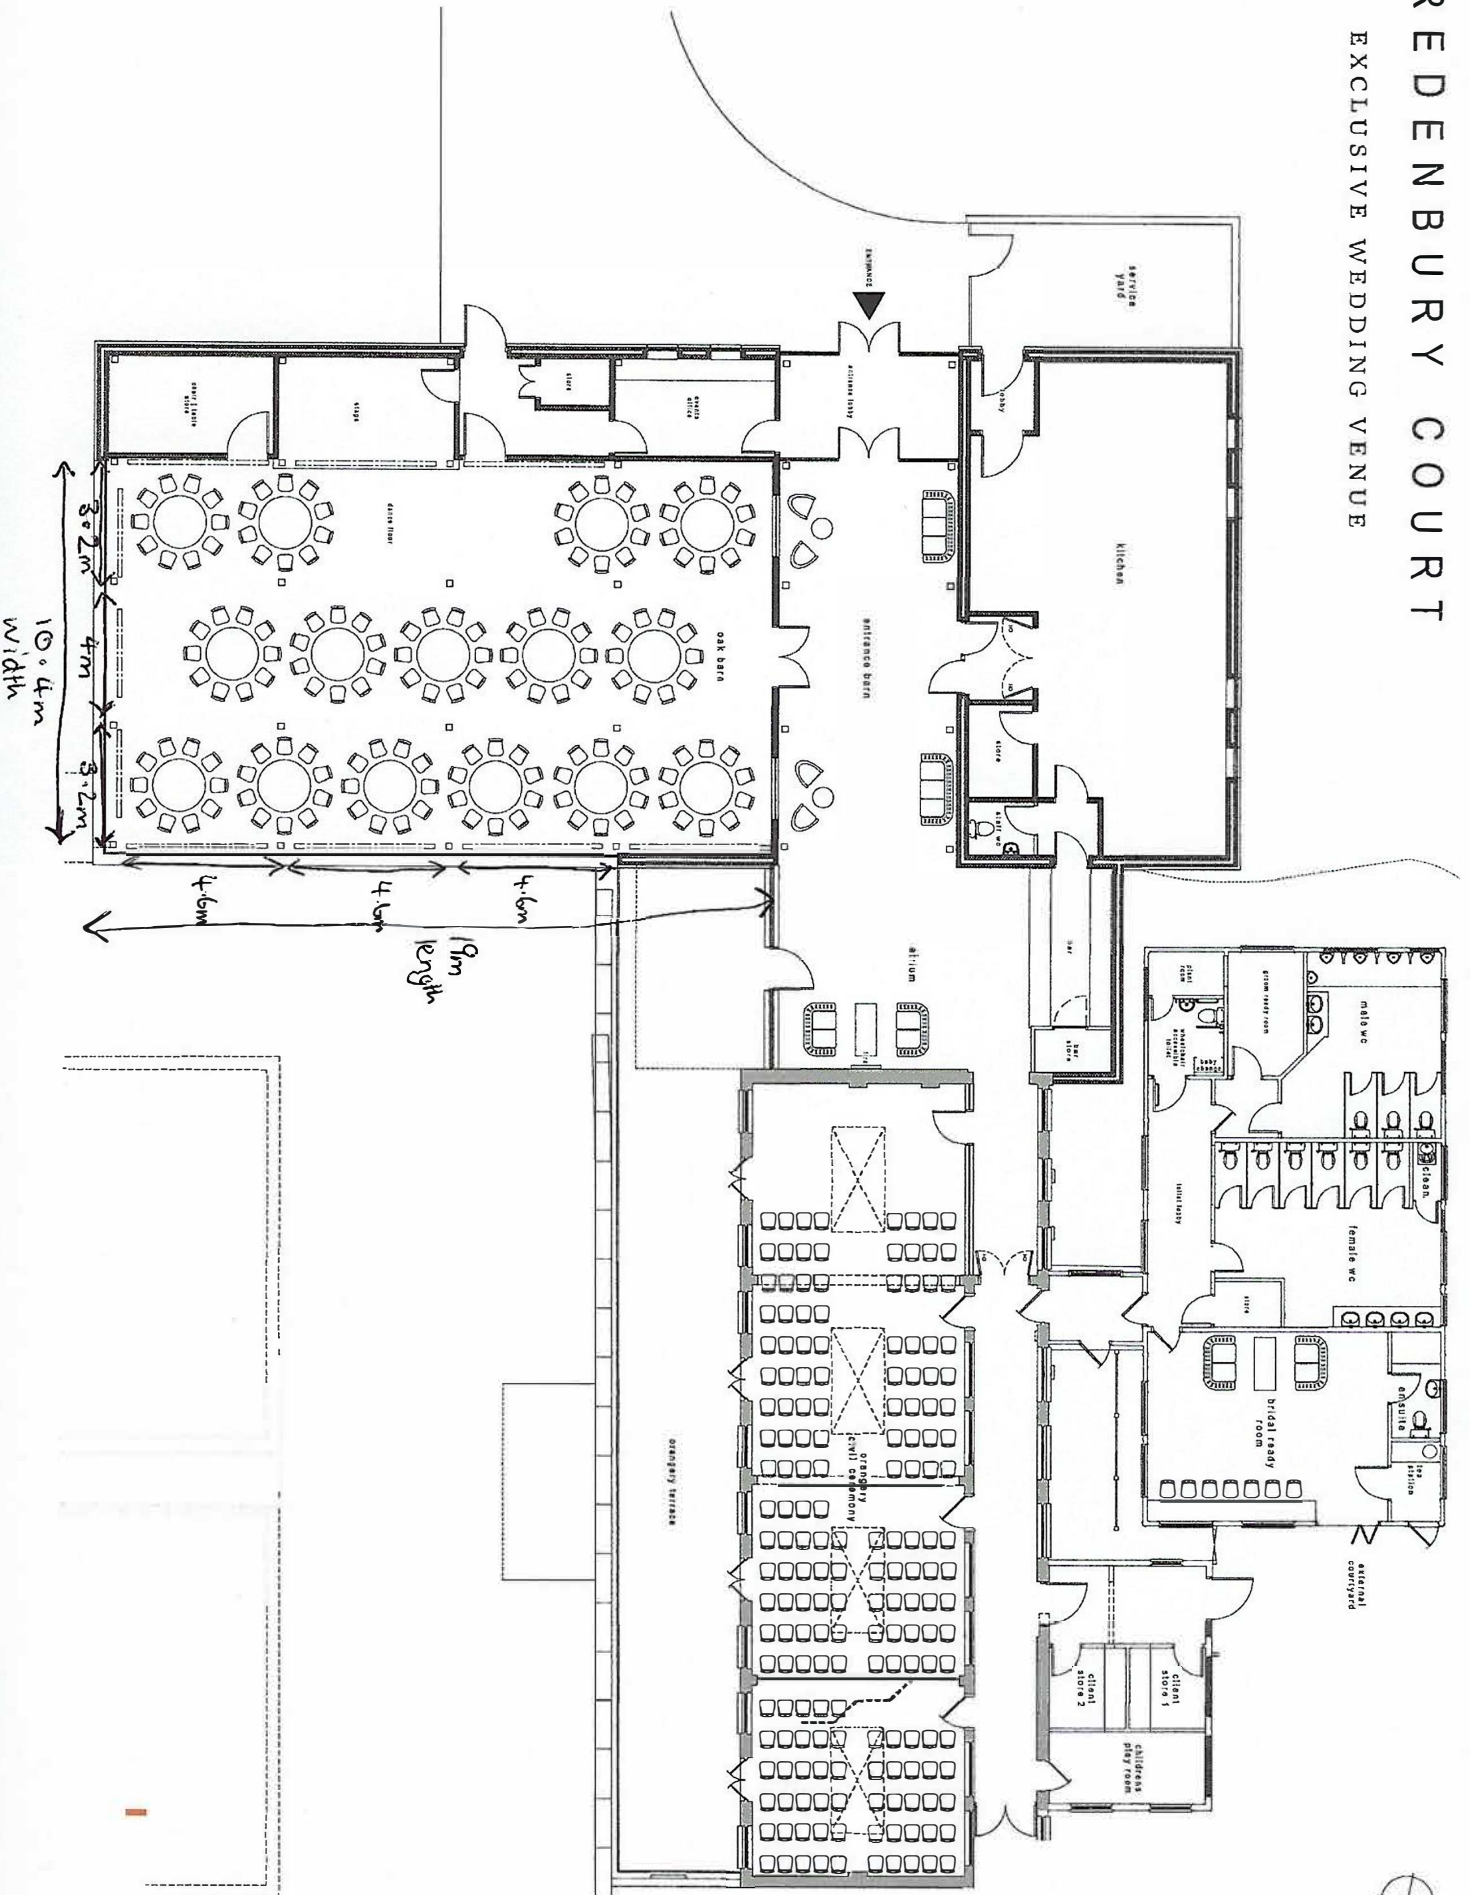 REDENBURY COURT
EXCLUSIVE WEDDING VENUE
service
yard
ENTRANCE
entrance lobby
lobby
kitchen
chair | table
store
stage
store
events
office
dance floor
oak barn
entrance barn
store
staff wc
3.2m
4m
3.2m
10.4m
width
4.6m
4.6m
4.6m
19m
length
atrium
bar
bar
store
fire
plant
room
groom ready room
male wc
wheelchair
accessible
toilet
baby
change
toilet lobby
clean.
female wc
store
bridal ready
room
ensuite
tea
station
external
courtyard
orangery
civil ceremony
orangery terrace
client
store 1
client
store 2
childrens
play room